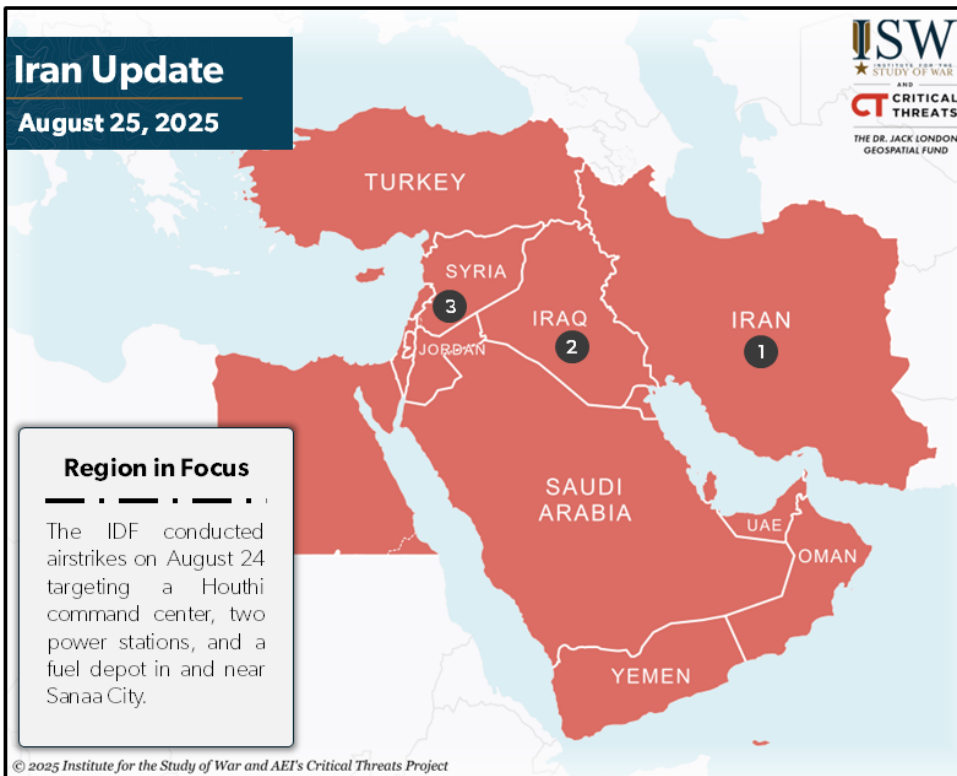 Iran Update
August 25, 2025
ISW
INSTITUTE FOR THE
STUDY OF WAR
AND
CT CRITICAL
THREATS
THE DR. JACK LONDON
GEOSPATIAL FUND
TURKEY
SYRIA
3
IRAQ
2
IRAN
1
JORDAN
SAUDI
ARABIA
UAE
OMAN
YEMEN
Region in Focus
The IDF conducted
airstrikes on August 24
targeting a Houthi
command center, two
power stations, and a
fuel depot in and near
Sanaa City.
© 2025 Institute for the Study of War and AEI's Critical Threats Project